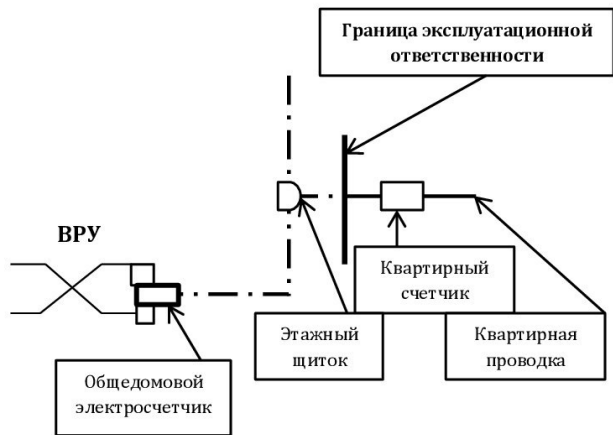 Граница эксплуатационной
ответственности
ВРУ
Квартирный
счетчик
Этажный
щиток
Квартирная
проводка
Общедомовой
электросчетчик